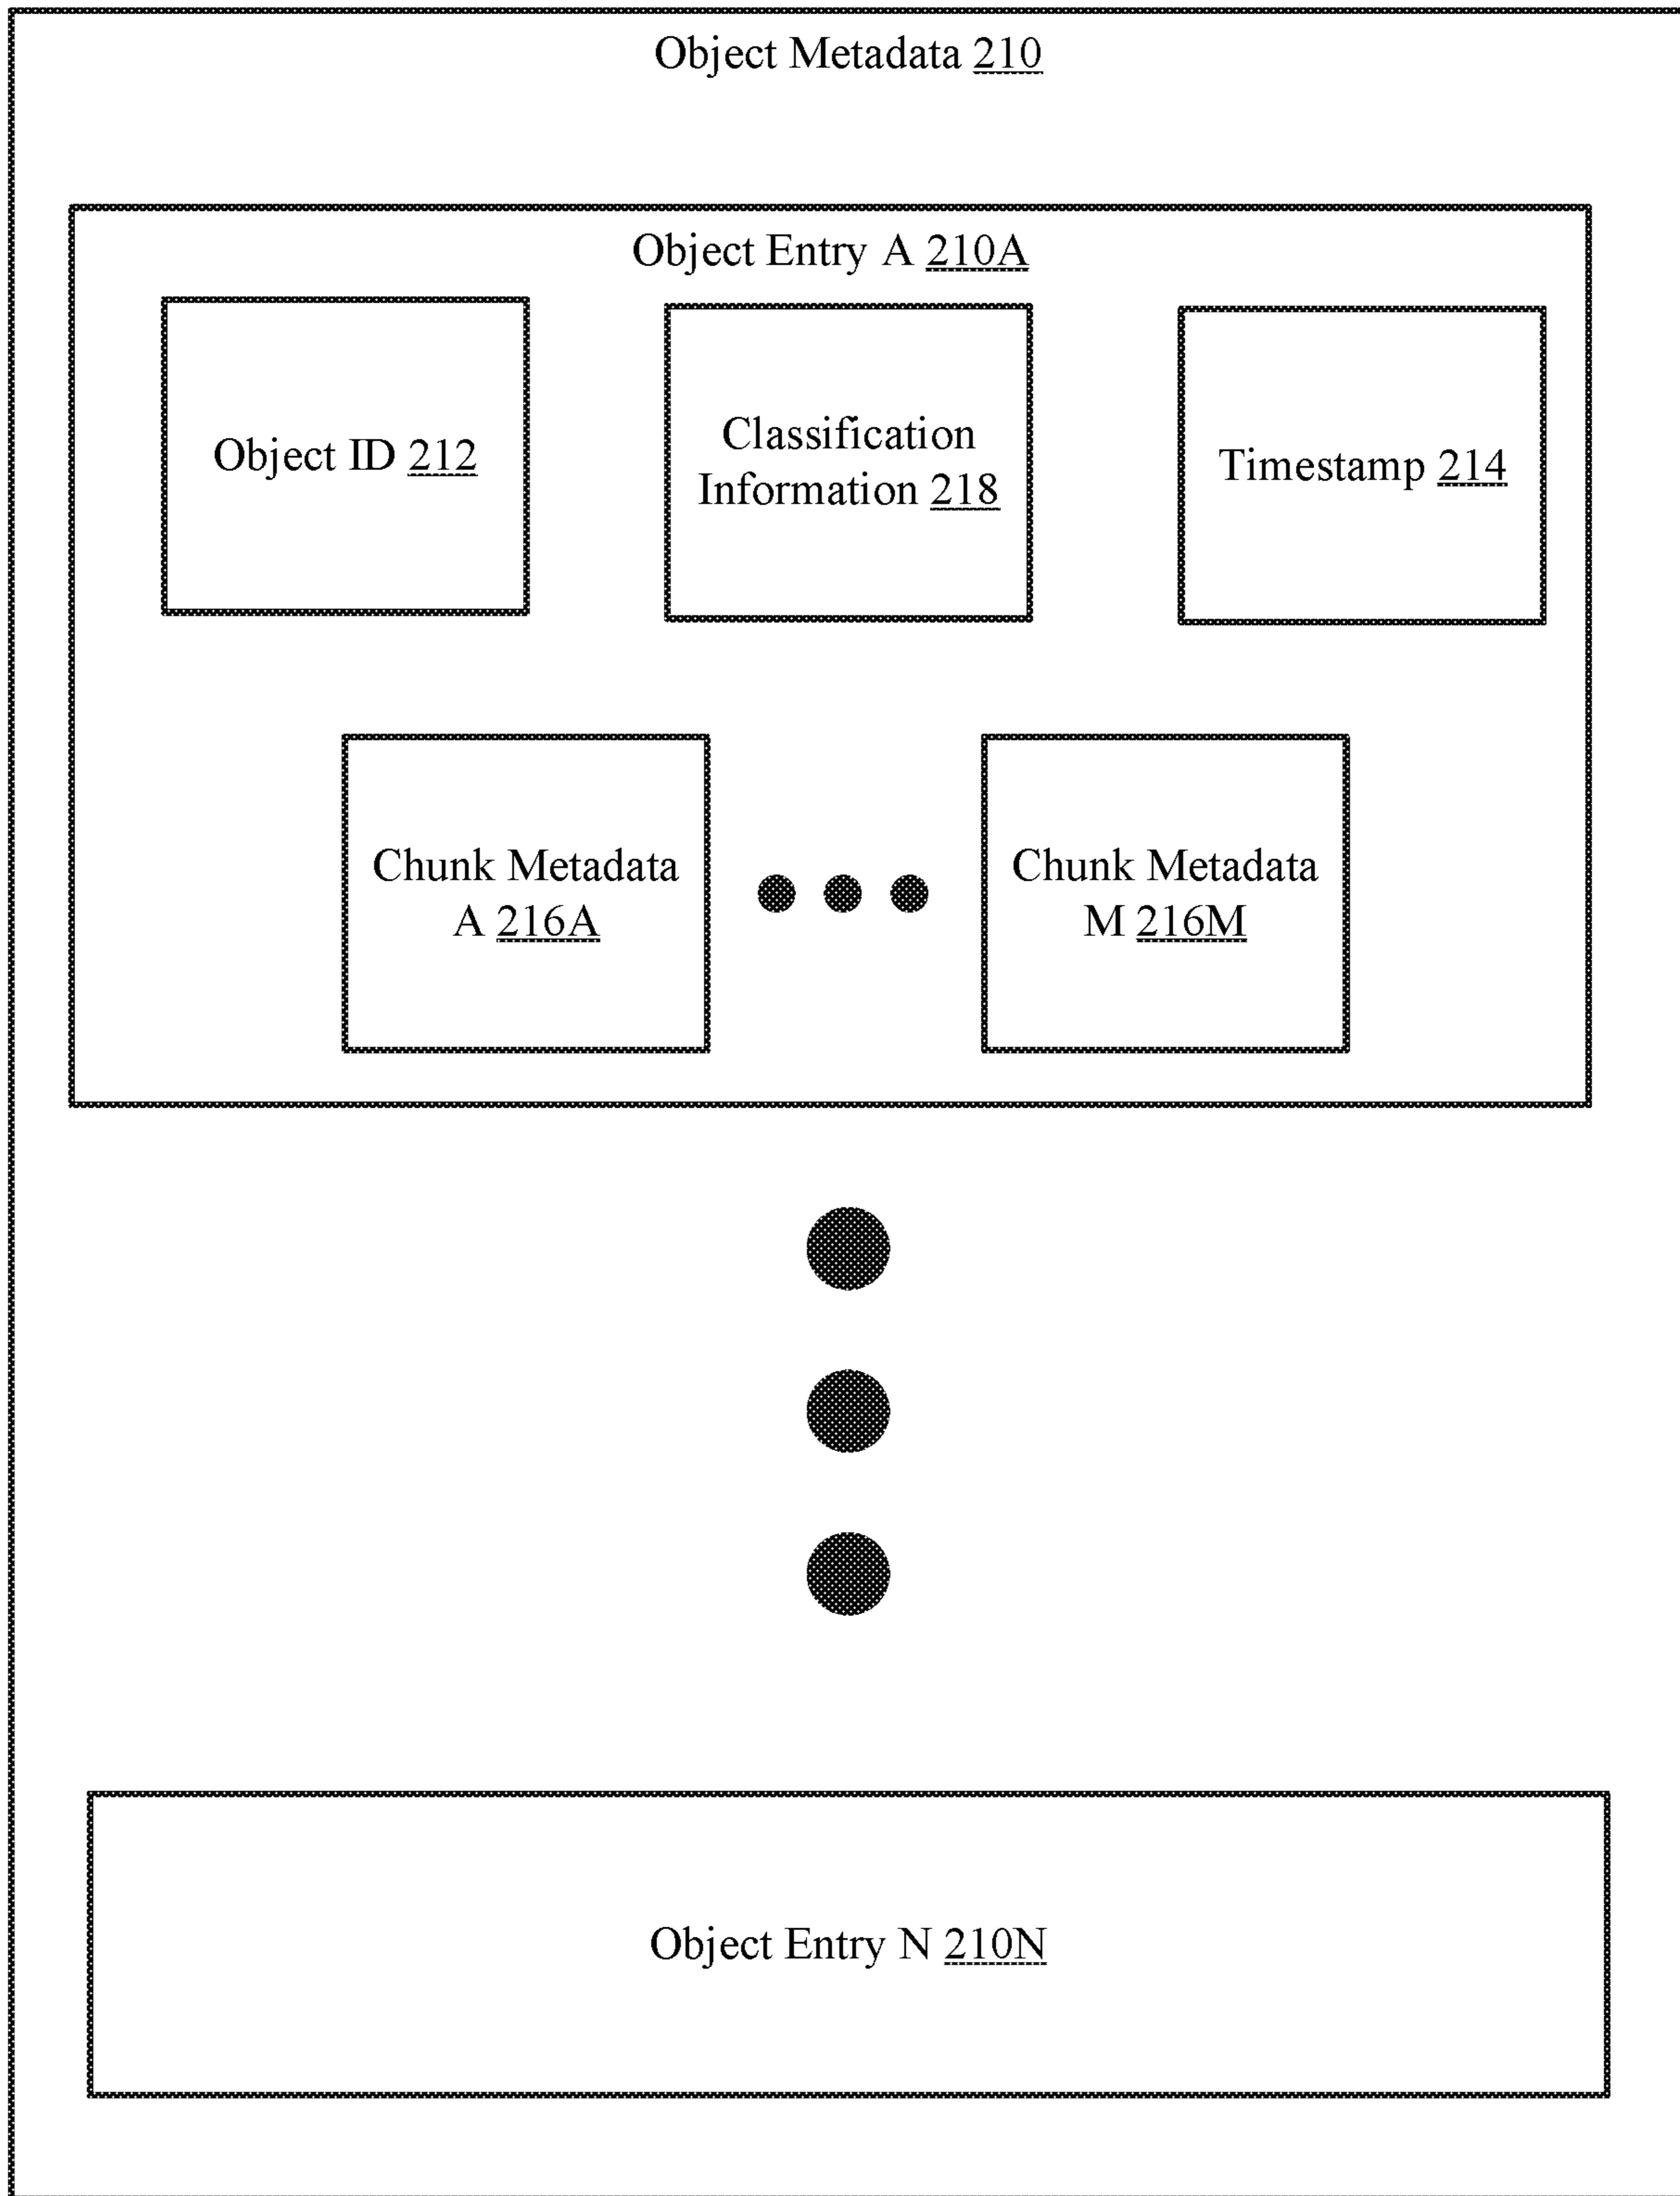 Object Metadata 210
Object Entry A 210A
Object ID 212
Classification
Information 218
Timestamp 214
Chunk Metadata
A 216A
Chunk Metadata
M 216M
Object Entry N 210N